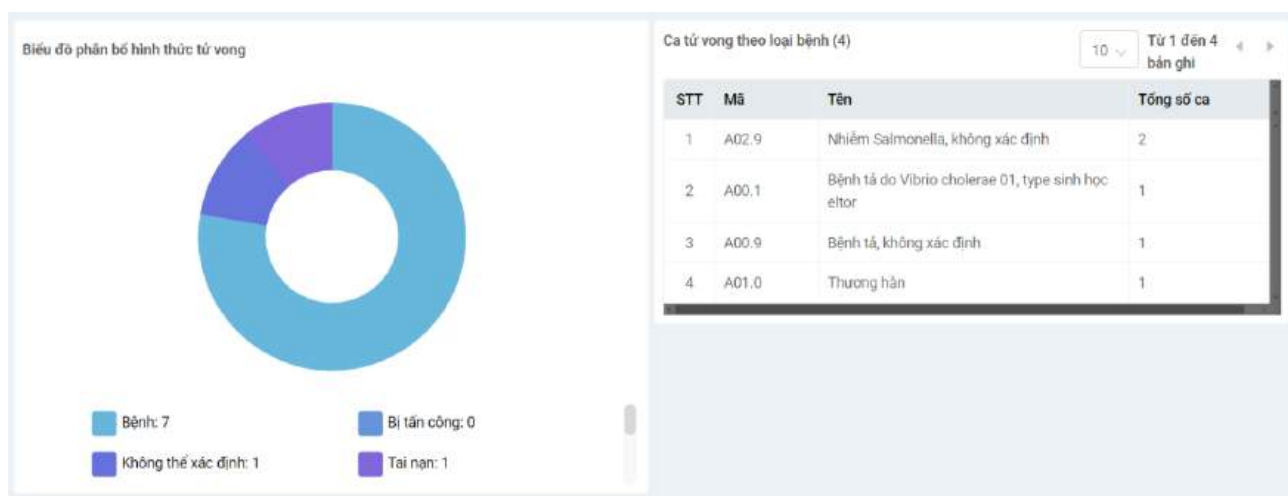 Biểu đồ phân bố hình thức tử vong
Bệnh: 7
Bị tấn công: 0
Không thể xác định: 1
Tai nạn: 1
Ca tử vong theo loại bệnh (4)
10
Từ 1 đến 4
bản ghi
STT Mã Tên Tổng số ca
1 A02.9 Nhiễm Salmonella, không xác định 2
2 A00.1 Bệnh tả do Vibrio cholerae 01, type sinh học
eltor 1
3 A00.9 Bệnh tả, không xác định 1
4 A01.0 Thương hàn 1